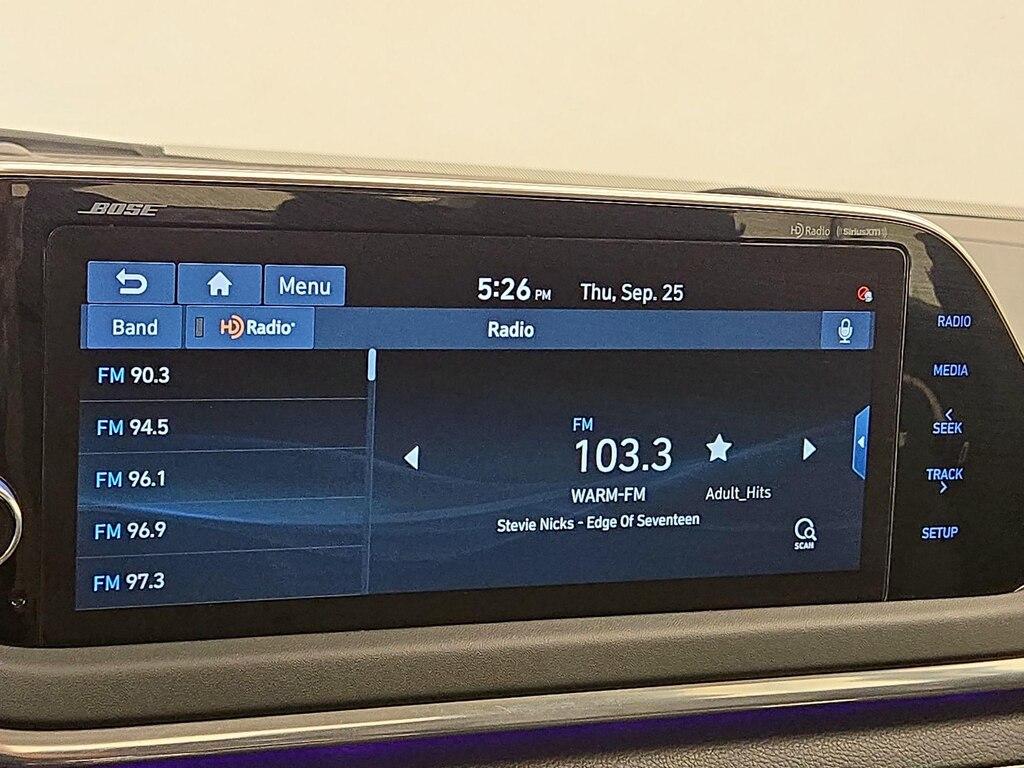 BOSE
HD Radio ((SiriusXM))
Menu
5:26 PM
Thu, Sep. 25
Band
HD Radio®
Radio
FM 90.3
FM 94.5
FM 96.1
FM 96.9
FM 97.3
FM
103.3
WARM-FM
Adult_Hits
Stevie Nicks - Edge Of Seventeen
SCAN
RADIO
MEDIA
<
SEEK
TRACK
>
SETUP